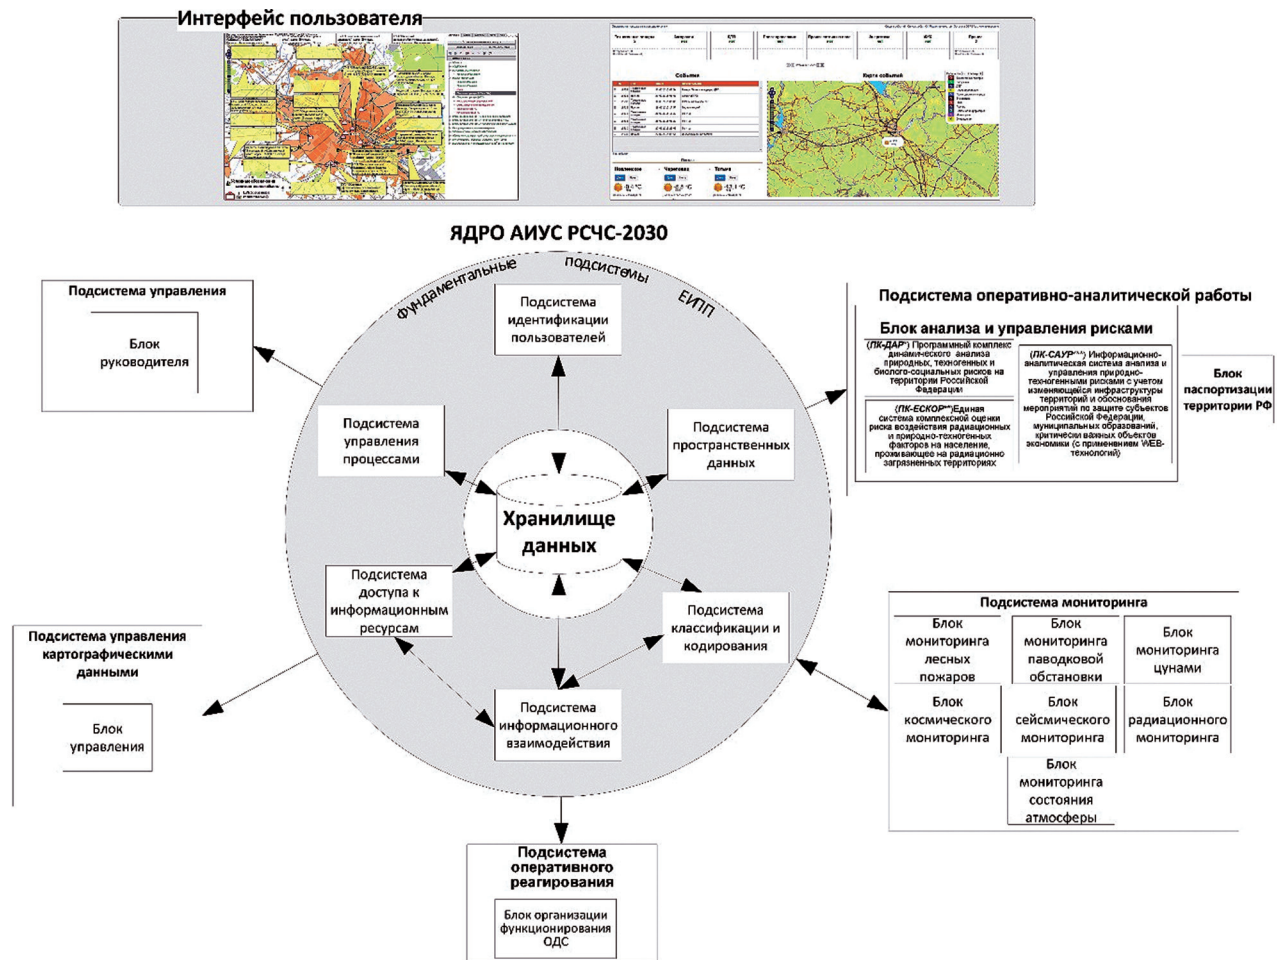 Интерфейс пользователя
События
Карта событий
ЯДРО АИУС РСЧС-2030
Фундаментальные подсистемы ЕИПП
Подсистема
идентификации
пользователей
Подсистема
управления
процессами
Подсистема
пространственных
данных
Хранилище
данных
Подсистема
доступа к
информационным
ресурсам
Подсистема
классификации и
кодирования
Подсистема
информационного
взаимодействия
Подсистема управления
Блок
руководителя
Подсистема управления
картографическими
данными
Блок
управления
Подсистема
оперативного
реагирования
Блок организации
функционирования
ОДС
Подсистема оперативно-аналитической работы
Блок анализа и управления рисками
(ПК-ДАР*) Программный комплекс
динамического анализа
природных, техногенных и
биолого-социальных рисков на
территории Российской
Федерации
(ПК-ЕСКОР**)Единая
система комплексной оценки
риска воздействия радиационных
и природно-техногенных
факторов на население,
проживающее на радиационно
загрязненных территориях
(ПК-САУР***) Информационно-
аналитическая система анализа и
управления природно-
техногенными рисками с учетом
изменяющейся инфраструктуры
территорий и обоснования
мероприятий по защите субъектов
Российской Федерации,
муниципальных образований,
критически важных объектов
экономики (с применением WEB-
технологий)
Блок
паспортизации
территории РФ
Подсистема мониторинга
Блок
мониторинга
лесных
пожаров
Блок
мониторинга
паводковой
обстановки
Блок
мониторинга
цунами
Блок
космического
мониторинга
Блок
сейсмического
мониторинга
Блок
радиационного
мониторинга
Блок
мониторинга
состояния
атмосферы